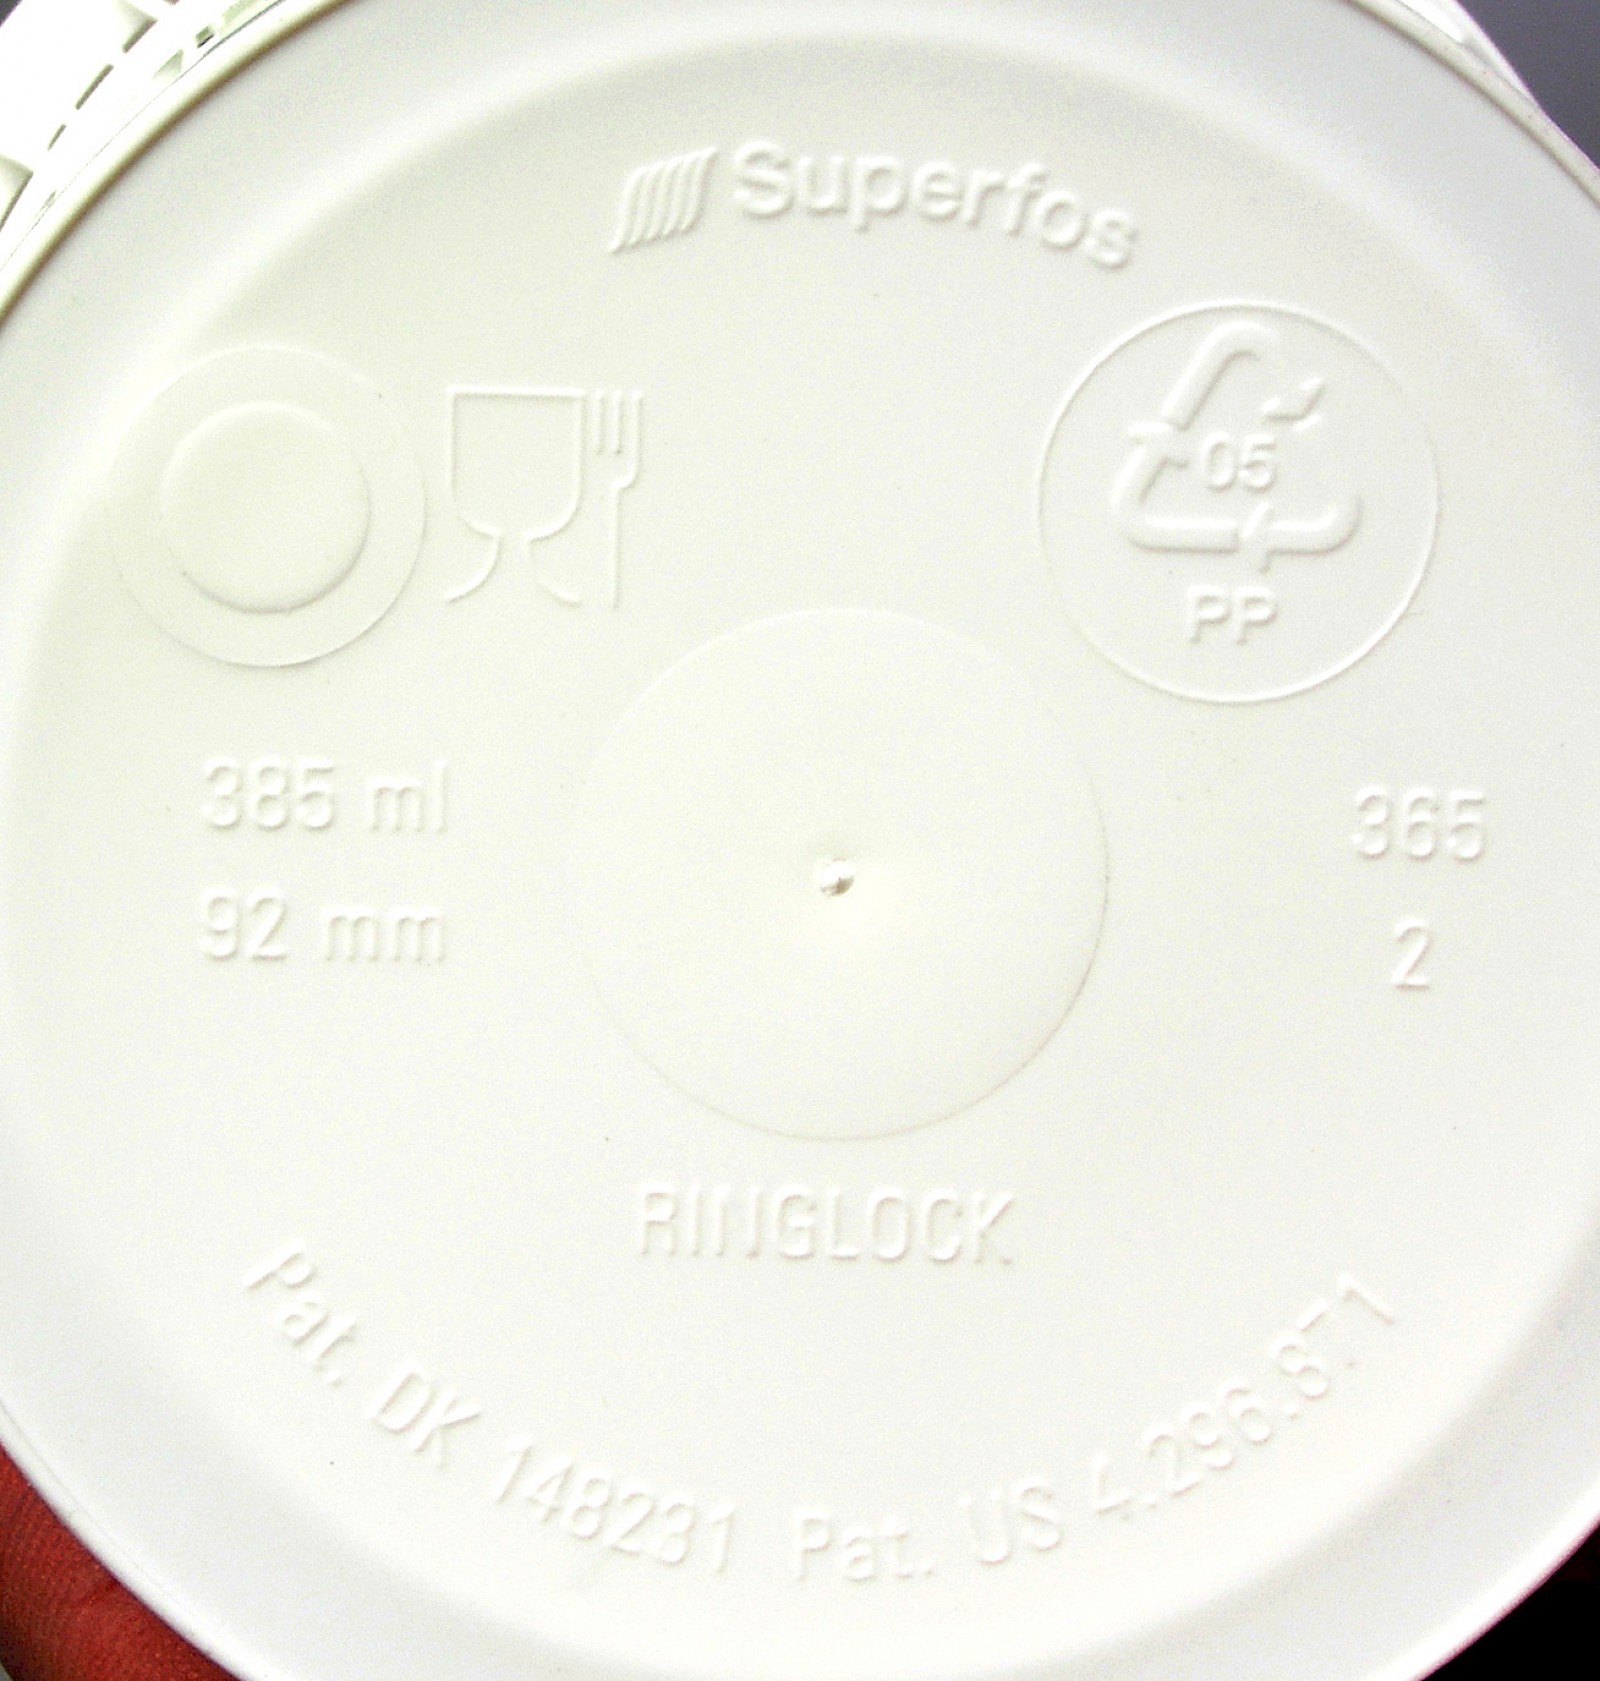 Superfos
05
PP
385 ml
92 mm
365
2
RINGLOCK
Pat. DK 148231 Pat. US 4.296.871